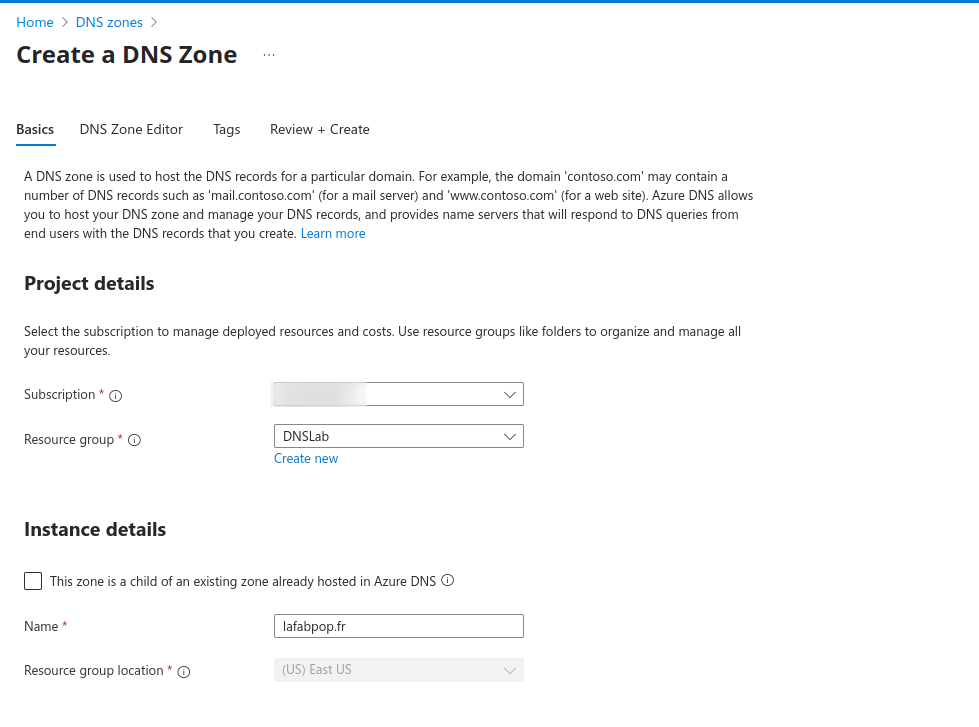 Home > DNS zones >
Create a DNS Zone ...
Basics DNS Zone Editor Tags Review + Create
A DNS zone is used to host the DNS records for a particular domain. For example, the domain 'contoso.com' may contain a
number of DNS records such as 'mail.contoso.com' (for a mail server) and 'www.contoso.com' (for a web site). Azure DNS allows
you to host your DNS zone and manage your DNS records, and provides name servers that will respond to DNS queries from
end users with the DNS records that you create. Learn more
Project details
Select the subscription to manage deployed resources and costs. Use resource groups like folders to organize and manage all
your resources.
Subscription *
Resource group * DNSLab
Create new
Instance details
This zone is a child of an existing zone already hosted in Azure DNS
Name * lafabpop.fr
Resource group location * (US) East US